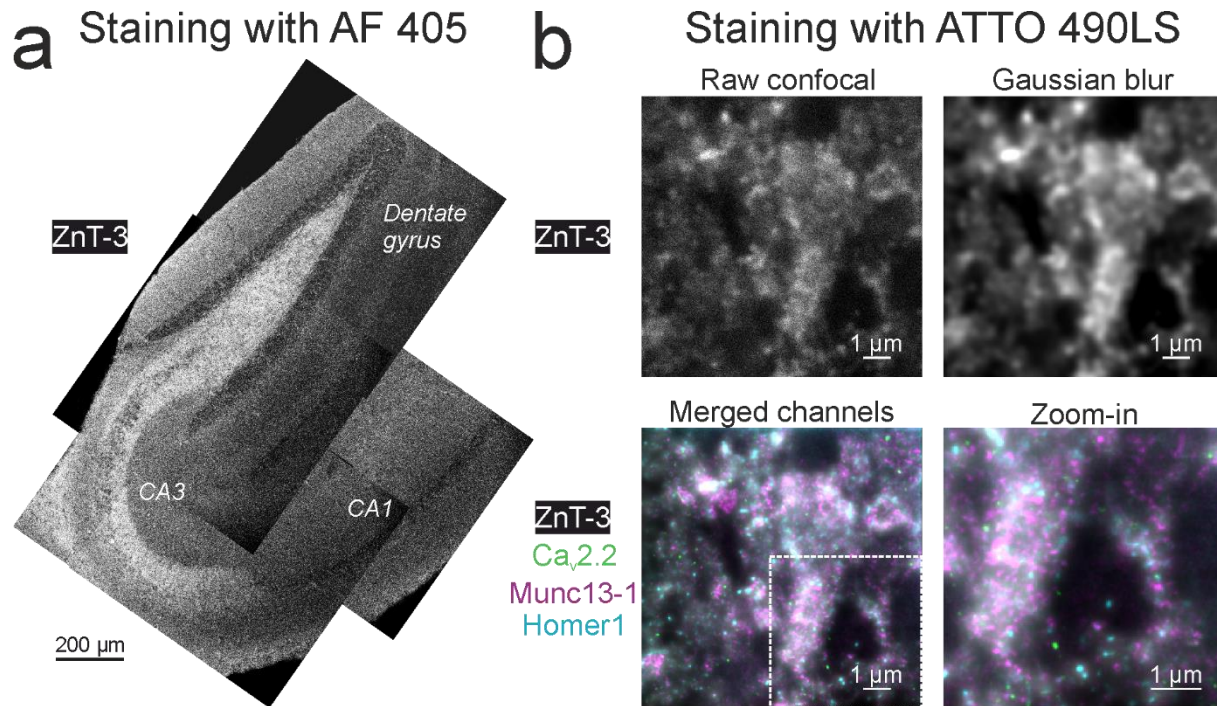 a Staining with AF 405
ZnT-3
Dentate
gyrus
CA3
CA1
200 µm
b Staining with ATTO 490LS
Raw confocal
Gaussian blur
ZnT-3
1 µm
1 µm
Merged channels
Zoom-in
ZnT-3
Caᵥ2.2
Munc13-1
Homer1
1 µm
1 µm